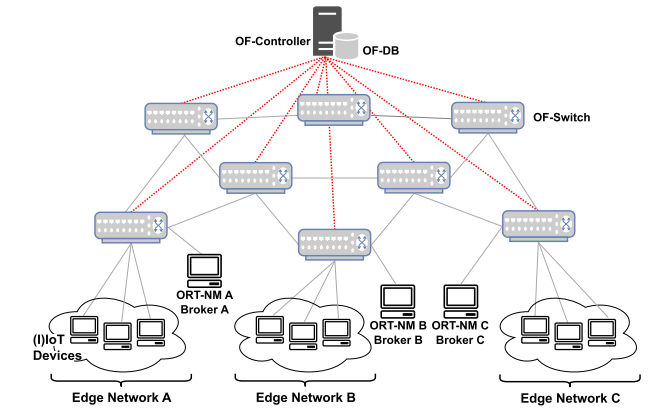 OF-Controller
OF-DB
OF-Switch
ORT-NM A
Broker A
ORT-NM B
Broker B
ORT-NM C
Broker C
(I)IoT
Devices
Edge Network A
Edge Network B
Edge Network C